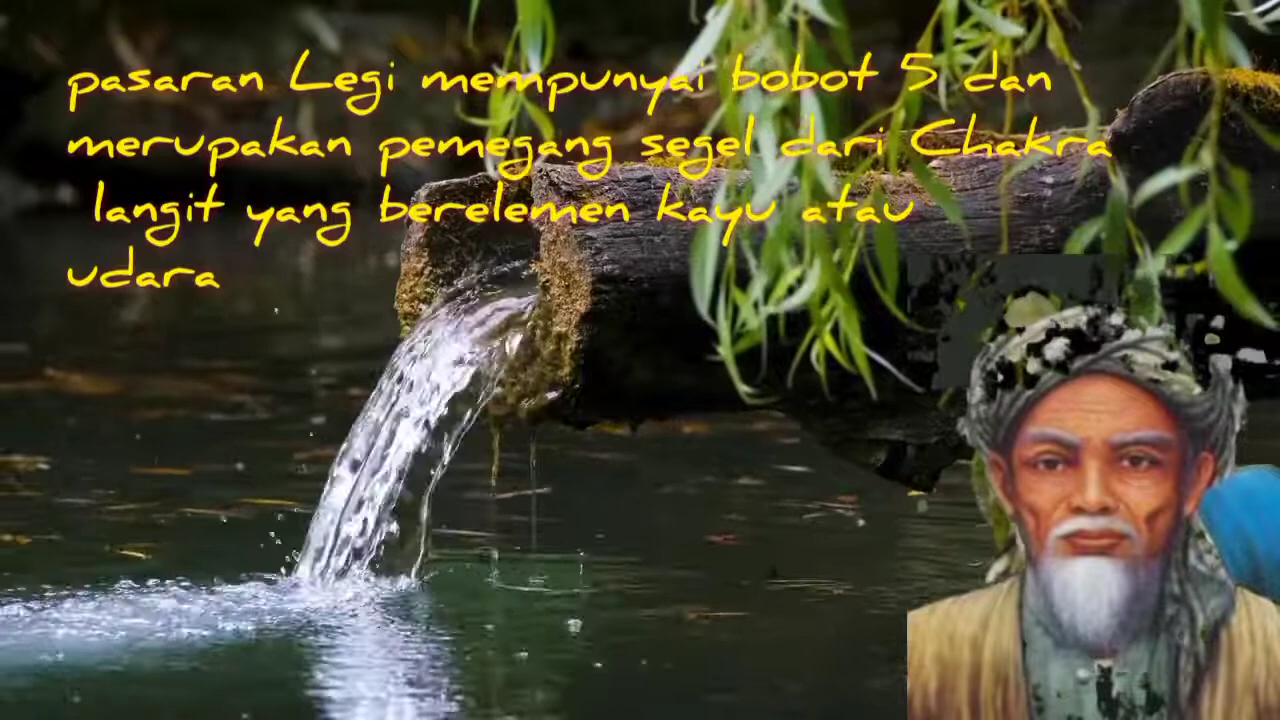 pasaran Legi mempunyai bobot 5 dan
merupakan pemegang segel dari Chakra
langit yang berelemen kayu atau
udara